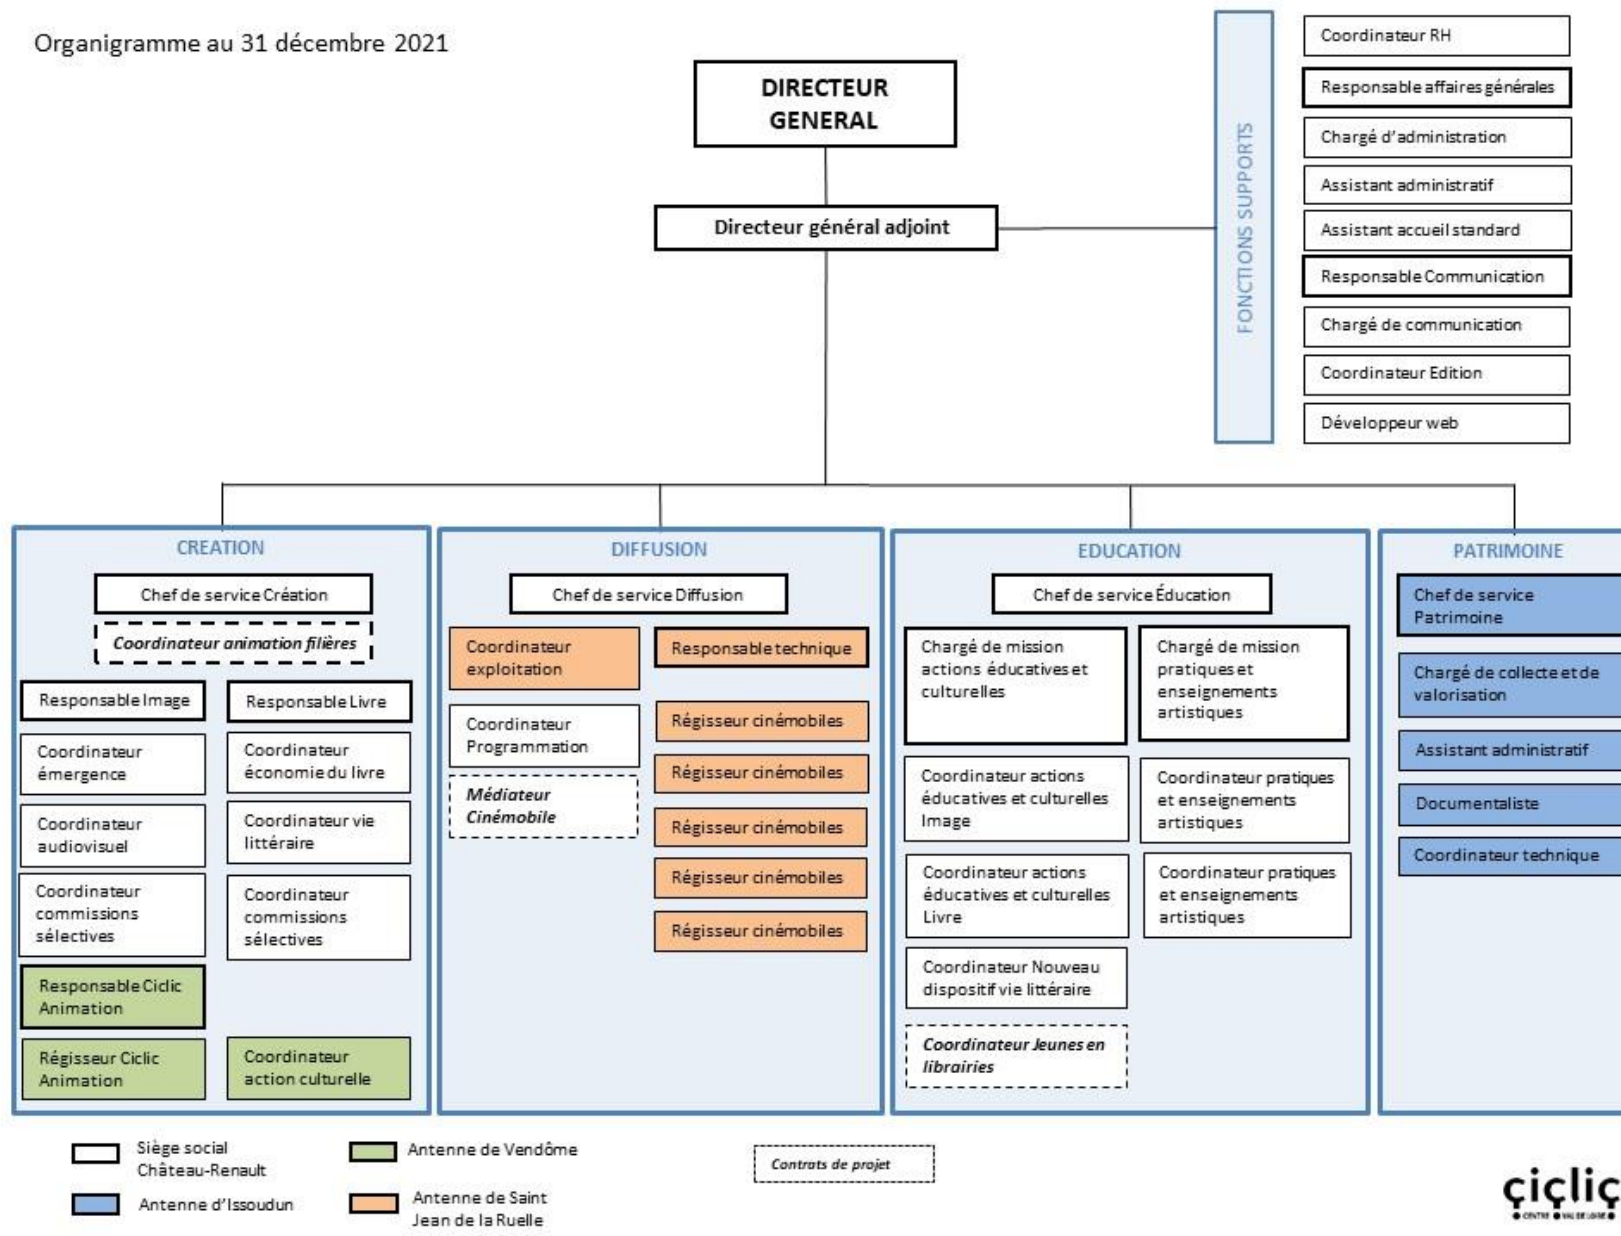 Organigramme au 31 décembre 2021
DIRECTEUR
GENERAL
Directeur général adjoint
FONCTIONS SUPPORTS
Coordinateur RH
Responsable affaires générales
Chargé d'administration
Assistant administratif
Assistant accueil standard
Responsable Communication
Chargé de communication
Coordinateur Edition
Développeur web
CREATION
Chef de service Création
Coordinateur animation filières
Responsable Image
Coordinateur
émergence
Coordinateur
audiovisuel
Coordinateur
commissions
sélectives
Responsable Ciclic
Animation
Régisseur Ciclic
Animation
Responsable Livre
Coordinateur
économie du livre
Coordinateur vie
littéraire
Coordinateur
commissions
sélectives
Coordinateur
action culturelle
DIFFUSION
Chef de service Diffusion
Coordinateur
exploitation
Coordinateur
Programmation
Médiateur
Cinémobile
Responsable technique
Régisseur cinémobiles
Régisseur cinémobiles
Régisseur cinémobiles
Régisseur cinémobiles
Régisseur cinémobiles
EDUCATION
Chef de service Éducation
Chargé de mission
actions éducatives et
culturelles
Coordinateur actions
éducatives et culturelles
Image
Coordinateur actions
éducatives et culturelles
Livre
Coordinateur Nouveau
dispositif vie littéraire
Coordinateur Jeunes en
librairies
Chargé de mission
pratiques et
enseignements
artistiques
Coordinateur pratiques
et enseignements
artistiques
Coordinateur pratiques
et enseignements
artistiques
PATRIMOINE
Chef de service
Patrimoine
Chargé de collecte et de
valorisation
Assistant administratif
Documentaliste
Coordinateur technique
Siège social
Château-Renault
Antenne d'Issoudun
Antenne de Vendôme
Antenne de Saint
Jean de la Ruelle
Contrats de projet
çiçliç
CENTRE VAL DE LOIRE